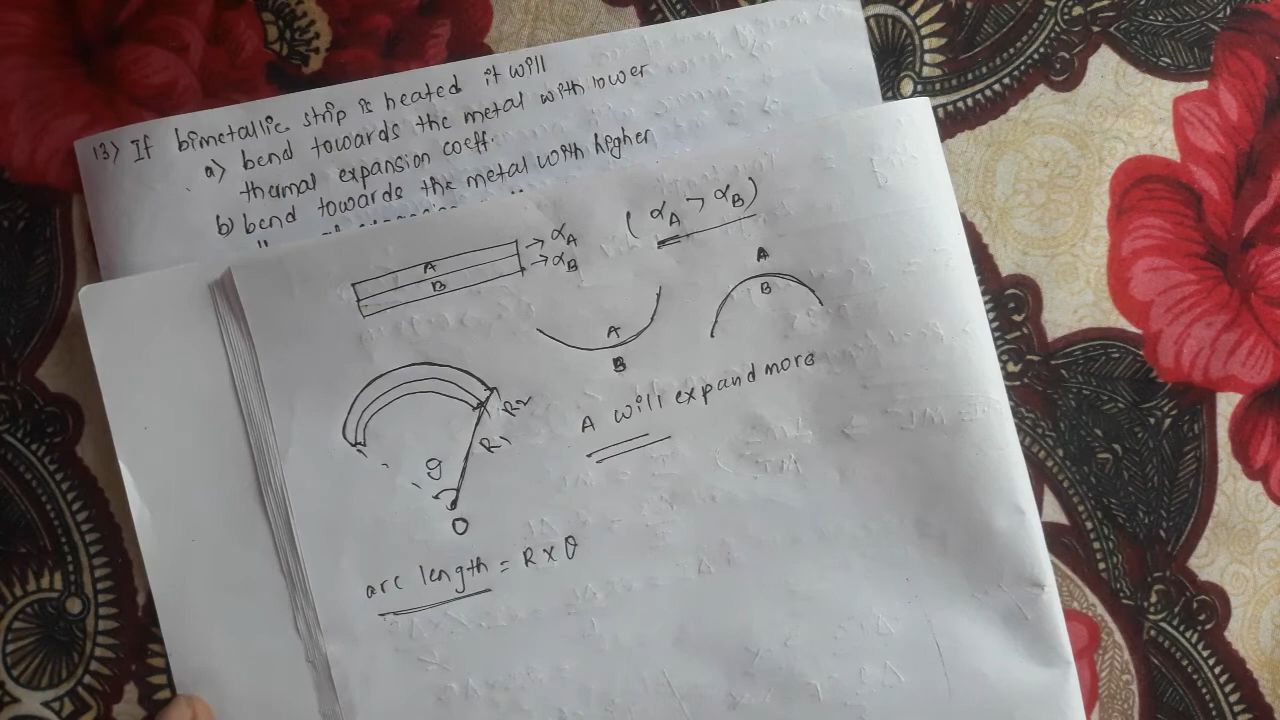 13) If bimetallic strip is heated it will
a) bend towards the metal with lower
thermal expansion coeff.
b) bend towards the metal with higher
(αA > αB)
A → αA
B → αB
A
B
A
B
R2
R1
θ
O
A will expand more
arc length = R x θ